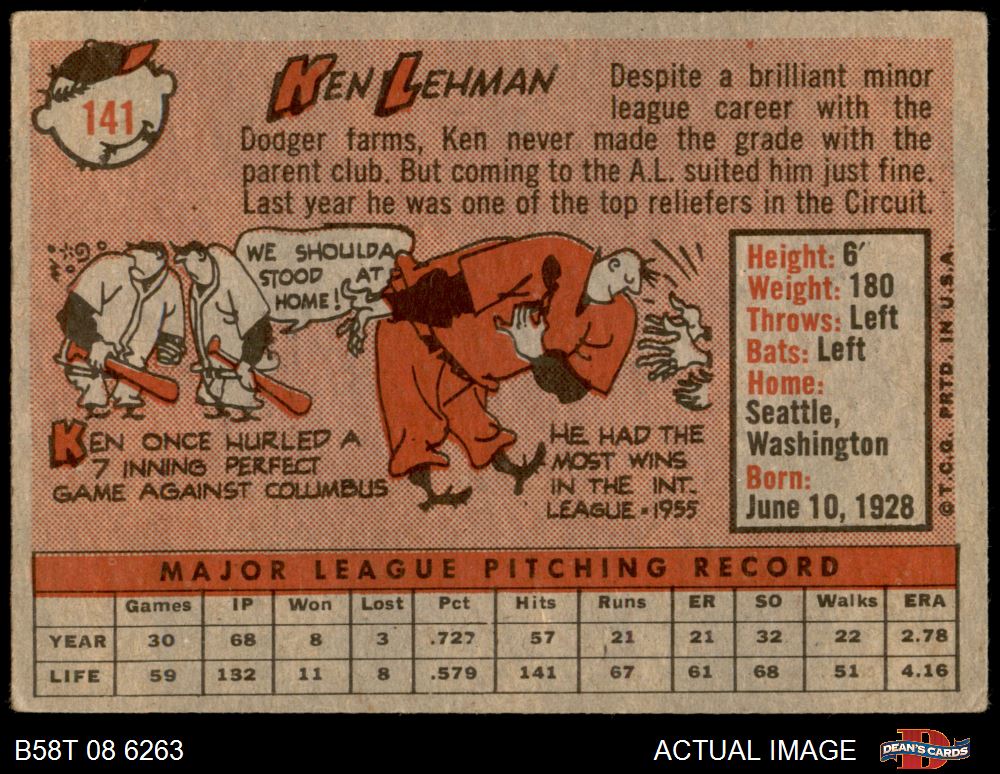 141
KEN LEHMAN
Despite a brilliant minor
league career with the
Dodger farms, Ken never made the grade with the
parent club. But coming to the A.L. suited him just fine.
Last year he was one of the top reliefers in the Circuit.
WE SHOULDA
STOOD AT
HOME!
KEN ONCE HURLED A
7 INNING PERFECT
GAME AGAINST COLUMBUS
HE HAD THE
MOST WINS
IN THE INT.
LEAGUE • 1955
Height: 6'
Weight: 180
Throws: Left
Bats: Left
Home:
Seattle,
Washington
Born:
June 10, 1928
© T.C.G. PRTD. IN U.S.A.
MAJOR LEAGUE PITCHING RECORD
Games IP Won Lost Pct Hits Runs ER SO Walks ERA
YEAR 30 68 8 3 .727 57 21 21 32 22 2.78
LIFE 59 132 11 8 .579 141 67 61 68 51 4.16
B58T 08 6263
ACTUAL IMAGE
DEAN'S CARDS